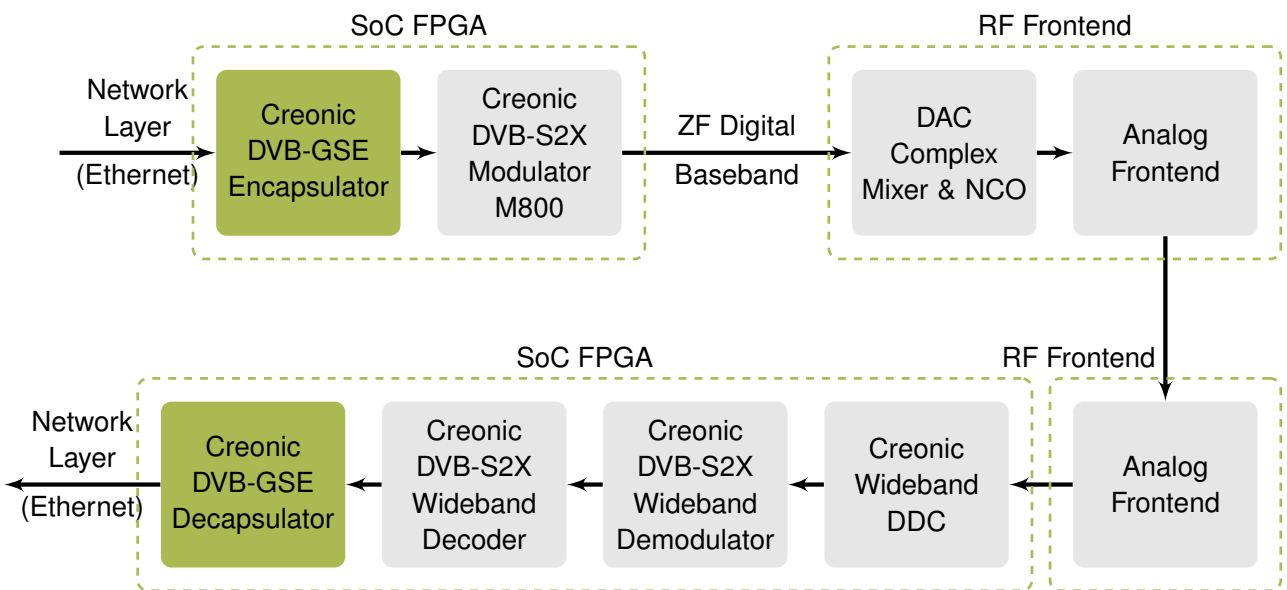 SoC FPGA
RF Frontend
Network
Layer
(Ethernet)
Creonic
DVB-GSE
Encapsulator
Creonic
DVB-S2X
Modulator
M800
ZF Digital
Baseband
DAC
Complex
Mixer & NCO
Analog
Frontend
SoC FPGA
RF Frontend
Network
Layer
(Ethernet)
Creonic
DVB-GSE
Decapsulator
Creonic
DVB-S2X
Wideband
Decoder
Creonic
DVB-S2X
Wideband
Demodulator
Creonic
Wideband
DDC
Analog
Frontend